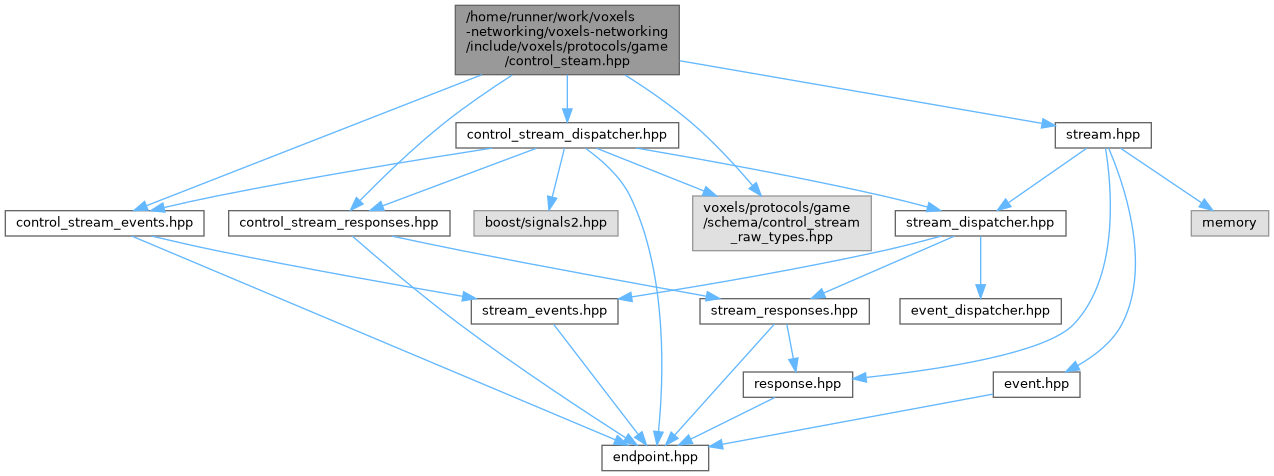 /home/runner/work/voxels
-networking/voxels-networking
/include/voxels/protocols/game
/control_steam.hpp
control_stream_dispatcher.hpp
stream.hpp
control_stream_events.hpp
control_stream_responses.hpp
boost/signals2.hpp
voxels/protocols/game
/schema/control_stream
_raw_types.hpp
stream_dispatcher.hpp
memory
stream_events.hpp
stream_responses.hpp
event_dispatcher.hpp
response.hpp
event.hpp
endpoint.hpp